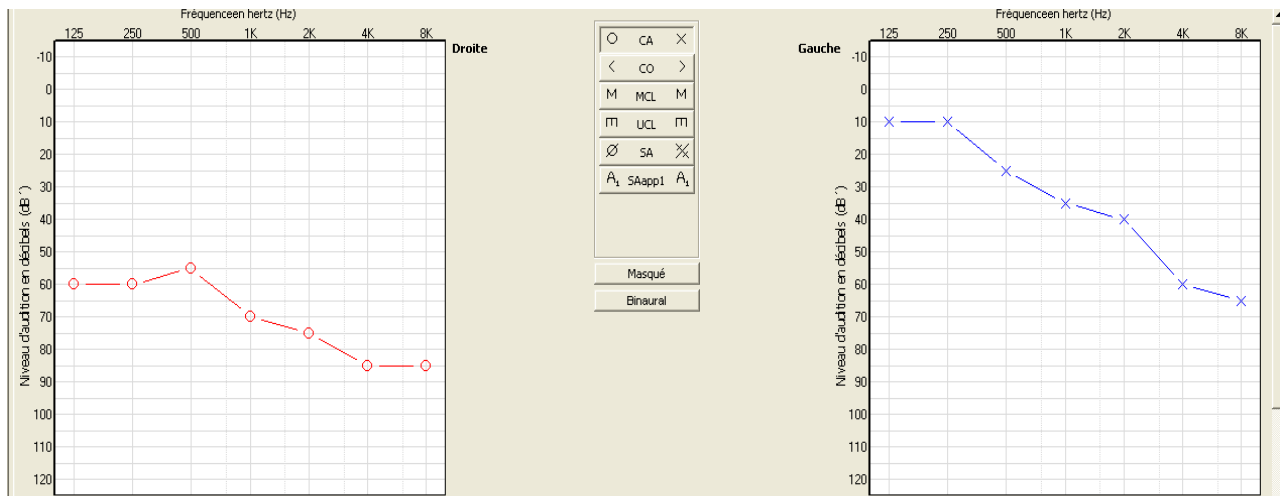 Fréquenceen hertz (Hz)
125 250 500 1K 2K 4K 8K
Droite
Niveau d'audition en décibels (dB´)
-10
0
10
20
30
40
50
60
70
80
90
100
110
120
CA
CO
M MCL M
UCL
SA
A₁ SAapp1 A₁
Masqué
Binaural
Fréquenceen hertz (Hz)
125 250 500 1K 2K 4K 8K
Gauche
Niveau d'audition en décibels (dB´)
-10
0
10
20
30
40
50
60
70
80
90
100
110
120